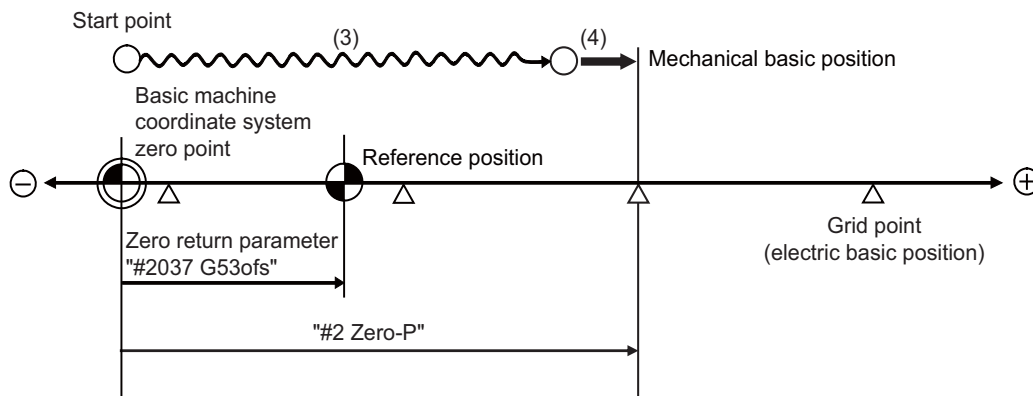 Start point
(3)
(4)
Mechanical basic position
Basic machine
coordinate system
zero point
Reference position
−
+
Zero return parameter
"#2037 G53ofs"
Grid point
(electric basic position)
"#2 Zero-P"